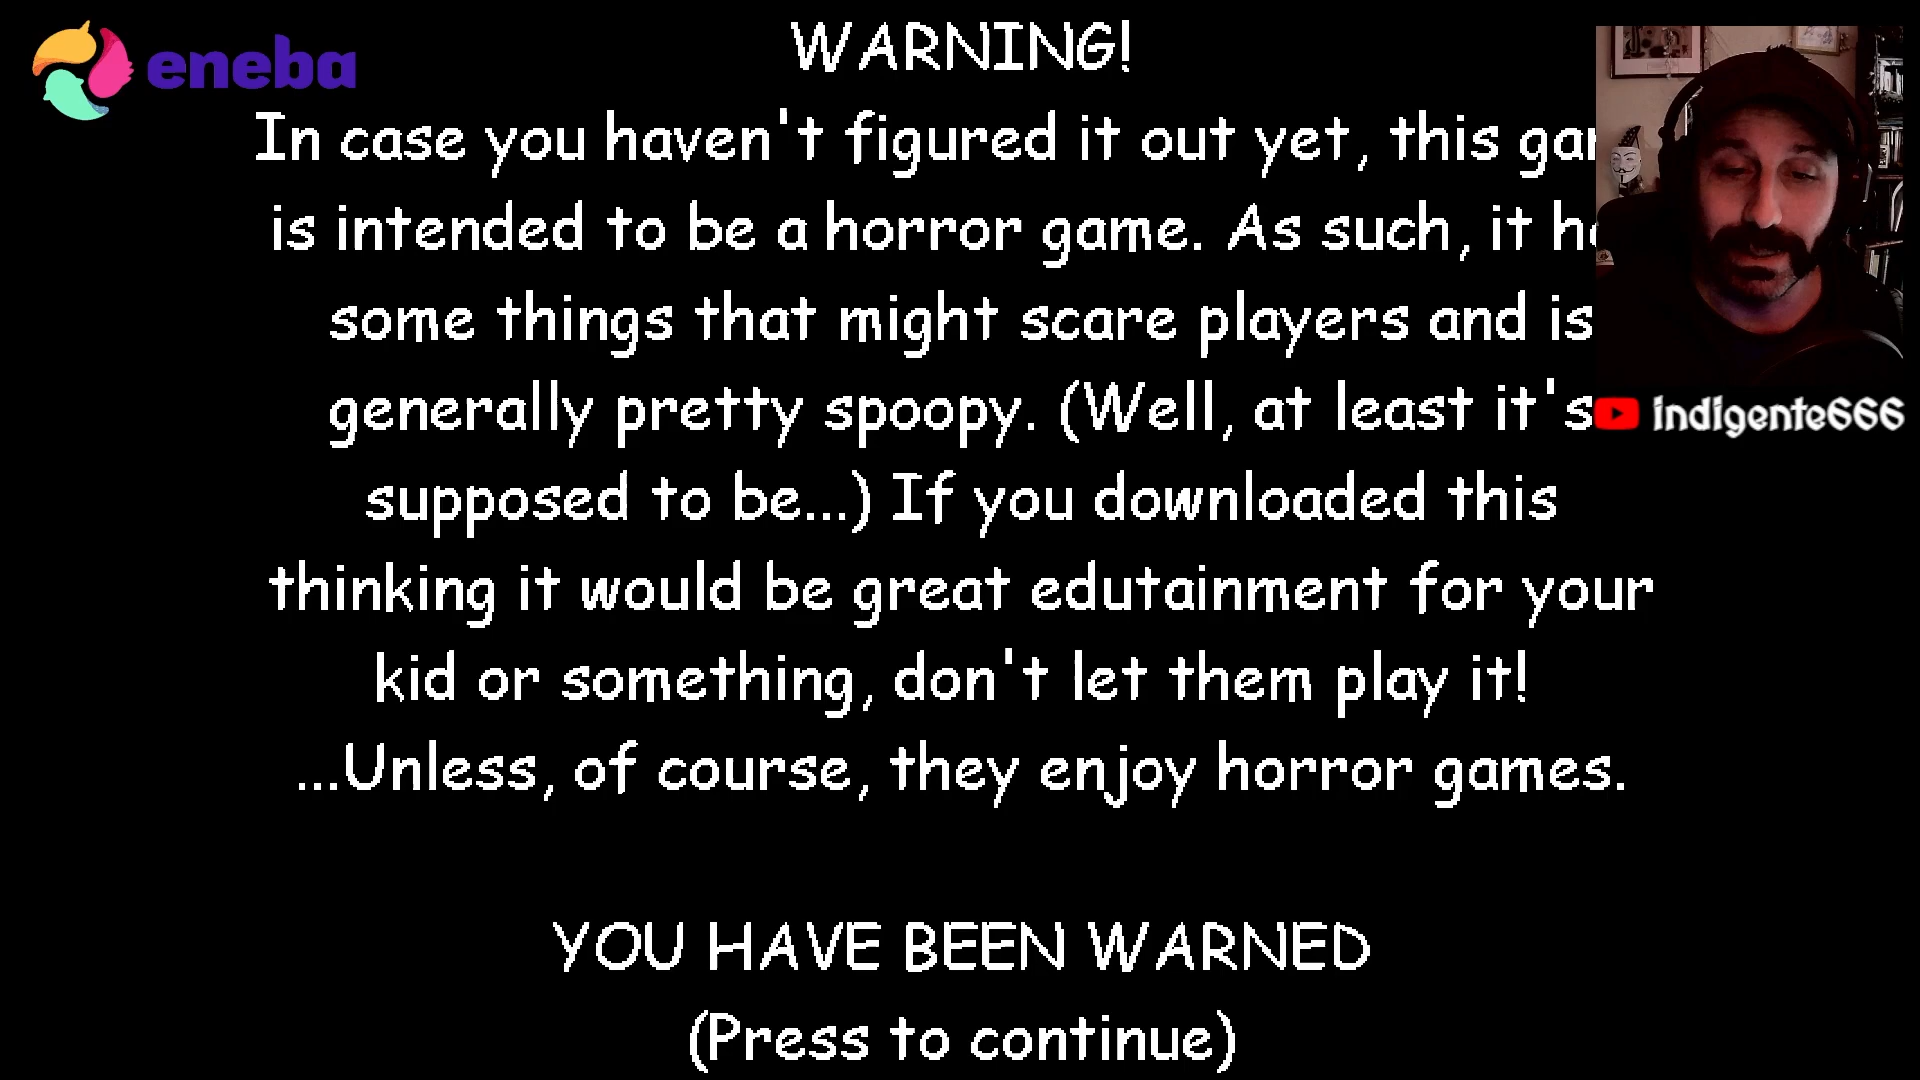 eneba
WARNING!
In case you haven't figured it out yet, this
is intended to be a horror game. As such, it
some things that might scare players and is
generally pretty spoopy. (Well, at least it's
indigente666
supposed to be...) If you downloaded this
thinking it would be great edutainment for your
kid or something, don't let them play it!
...Unless, of course, they enjoy horror games.
YOU HAVE BEEN WARNED
(Press to continue)